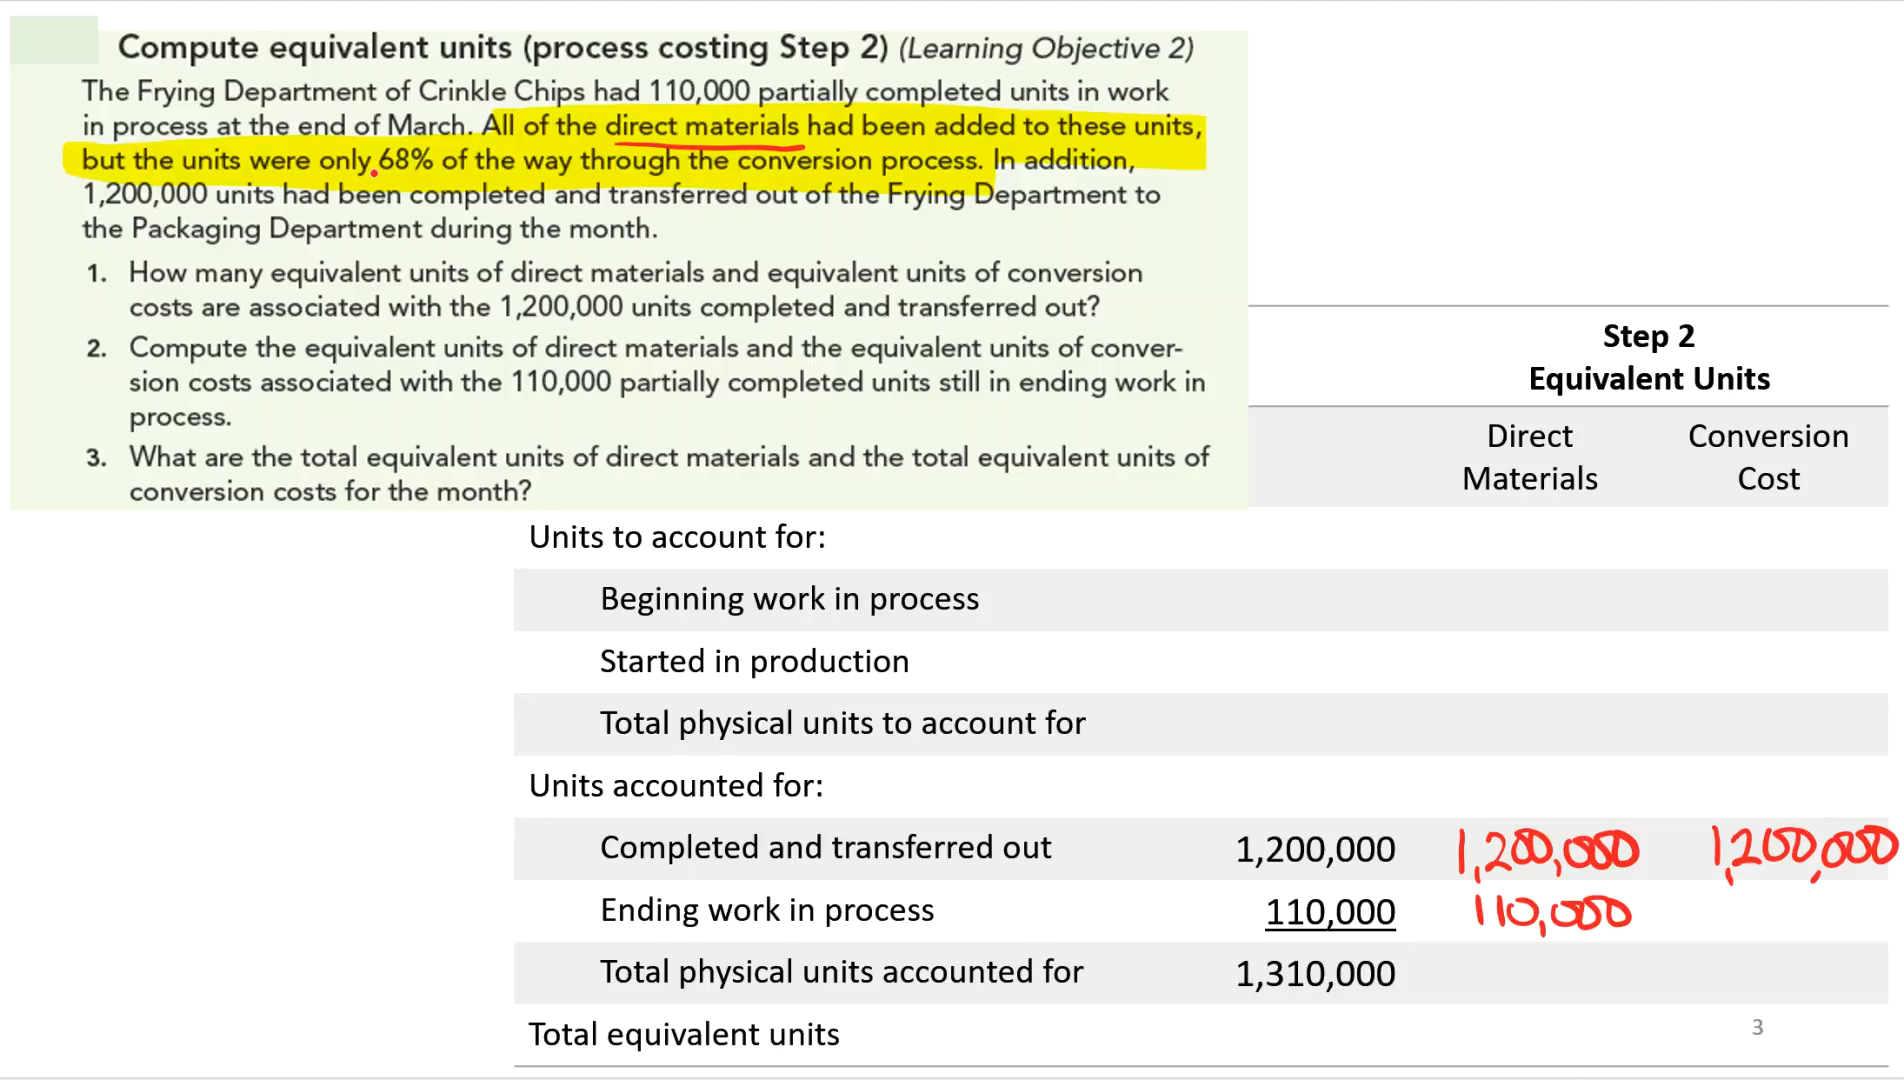 Compute equivalent units (process costing Step 2) (Learning Objective 2)
The Frying Department of Crinkle Chips had 110,000 partially completed units in work
in process at the end of March. All of the direct materials had been added to these units,
but the units were only 68% of the way through the conversion process. In addition,
1,200,000 units had been completed and transferred out of the Frying Department to
the Packaging Department during the month.
1. How many equivalent units of direct materials and equivalent units of conversion
costs are associated with the 1,200,000 units completed and transferred out?
2. Compute the equivalent units of direct materials and the equivalent units of conver-
sion costs associated with the 110,000 partially completed units still in ending work in
process.
3. What are the total equivalent units of direct materials and the total equivalent units of
conversion costs for the month?
Step 2
Equivalent Units
Direct Conversion
Materials Cost
Units to account for:
Beginning work in process
Started in production
Total physical units to account for
Units accounted for:
Completed and transferred out 1,200,000 1,200,000 1,200,000
Ending work in process 110,000 110,000
Total physical units accounted for 1,310,000
Total equivalent units
3